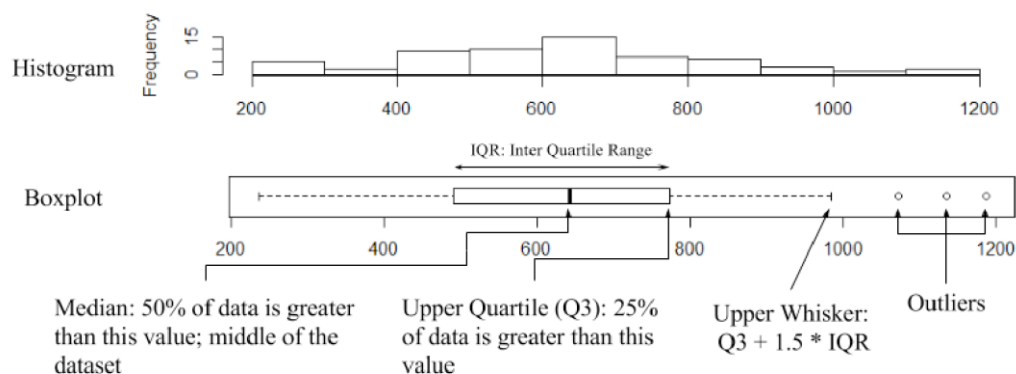 Histogram
Frequency
15
0
200 400 600 800 1000 1200
IQR: Inter Quartile Range
Boxplot
200 400 600 800 1000 1200
Median: 50% of data is greater
than this value; middle of the
dataset
Upper Quartile (Q3): 25%
of data is greater than this
value
Upper Whisker:
Q3 + 1.5 * IQR
Outliers